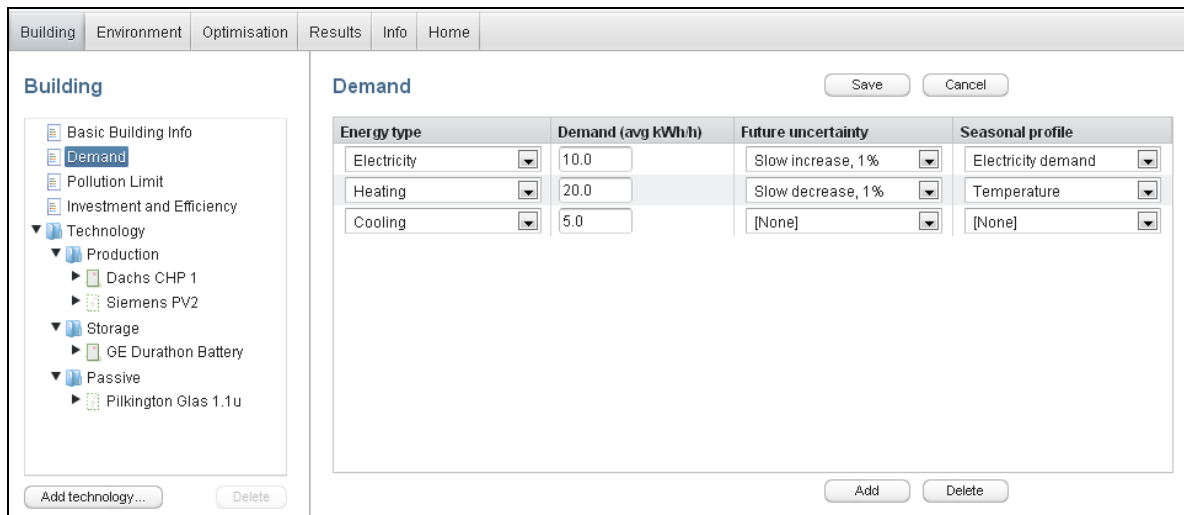 Building Environment Optimisation Results Info Home
Building
Basic Building Info
Demand
Pollution Limit
Investment and Efficiency
Technology
Production
Dachs CHP 1
Siemens PV2
Storage
GE Durathon Battery
Passive
Pilkington Glas 1.1u
Add technology... Delete
Demand Save Cancel
Energy type Demand (avg kWh/h) Future uncertainty Seasonal profile
Electricity 10.0 Slow increase, 1% Electricity demand
Heating 20.0 Slow decrease, 1% Temperature
Cooling 5.0 [None] [None]
Add Delete